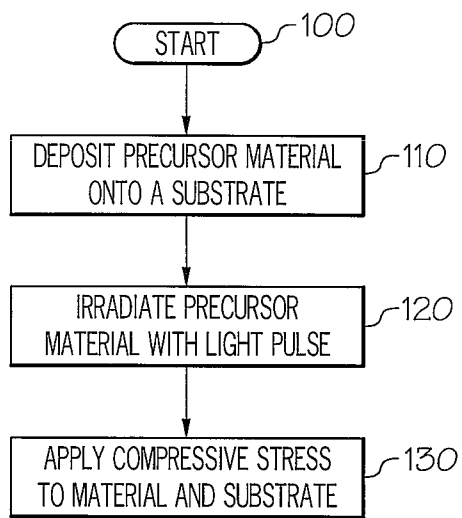 START
100
DEPOSIT PRECURSOR MATERIAL
ONTO A SUBSTRATE
110
IRRADIATE PRECURSOR
MATERIAL WITH LIGHT PULSE
120
APPLY COMPRESSIVE STRESS
TO MATERIAL AND SUBSTRATE
130